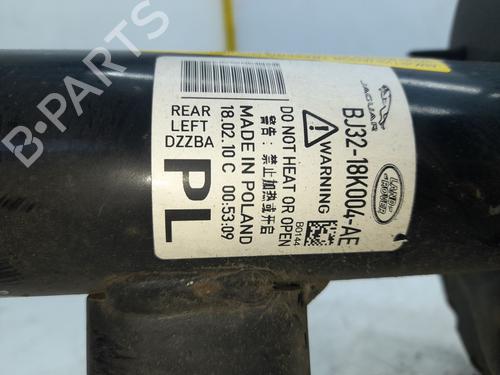 JAGUAR
LAND-
ROVER
BJ32-18K004-AE
WARNING
B0144
DO NOT HEAT OR OPEN
警告：禁止加热或开启
MADE IN POLAND
18.02.10 C 00:53:09
REAR
LEFT
DZZBA
PL
B-PARTS